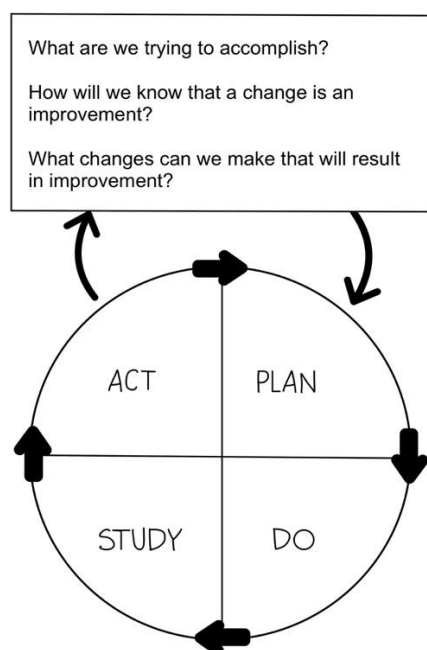 What are we trying to accomplish?
How will we know that a change is an
improvement?
What changes can we make that will result
in improvement?
ACT
PLAN
STUDY
DO